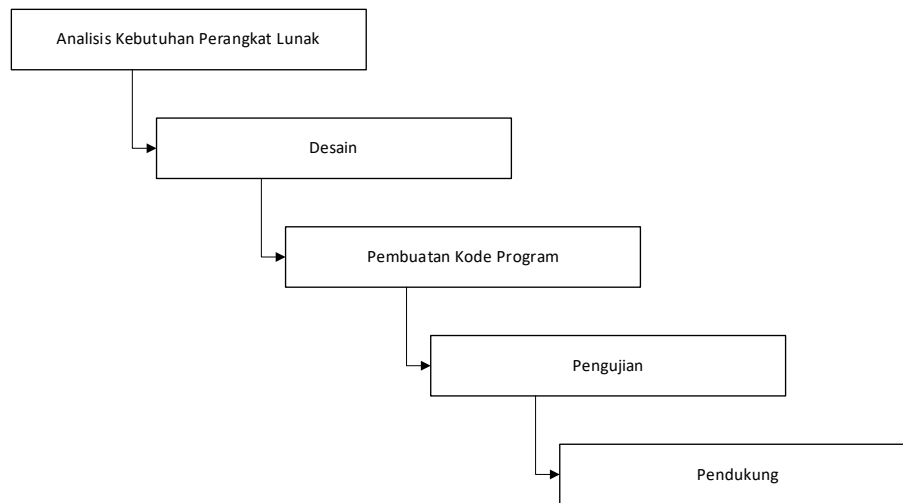 Analisis Kebutuhan Perangkat Lunak
Desain
Pembuatan Kode Program
Pengujian
Pendukung